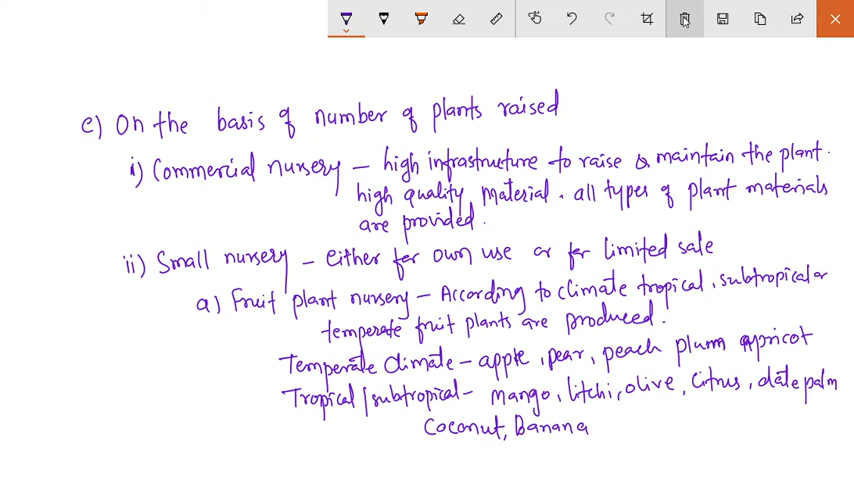 c) On the basis of number of plants raised
i) Commercial nursery – high infrastructure to raise & maintain the plant.
high quality material. all types of plant materials
are provided.
ii) Small nursery – Either for own use or for limited sale
a) Fruit plant nursery – According to climate tropical, subtropical or
temperate fruit plants are produced.
Temperate climate – apple, pear, peach plum apricot
Tropical/subtropical – mango, litchi, olive, citrus, date palm
Coconut, Banana